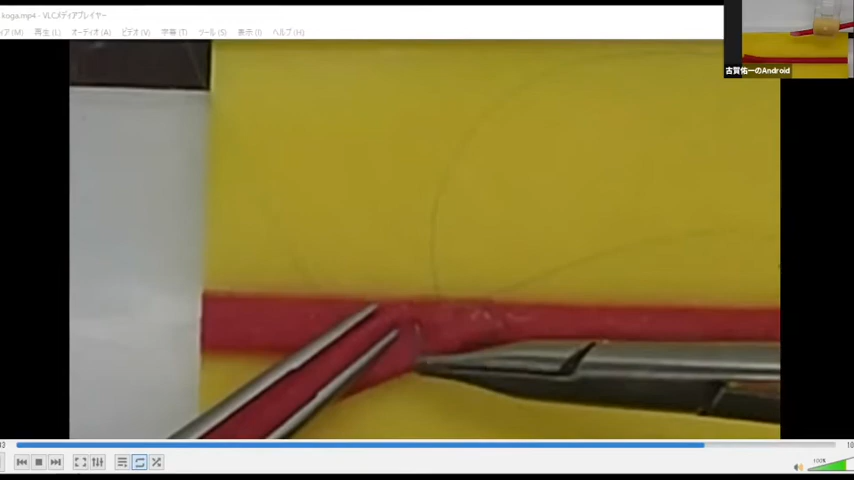 koga.mp4 - VLCメディアプレイヤー
ィア(M) 再生(L) オーディオ(A) ビデオ(V) 字幕(T) ツール(S) 表示(I) ヘルプ(H)
古賀佑一のAndroid
100%